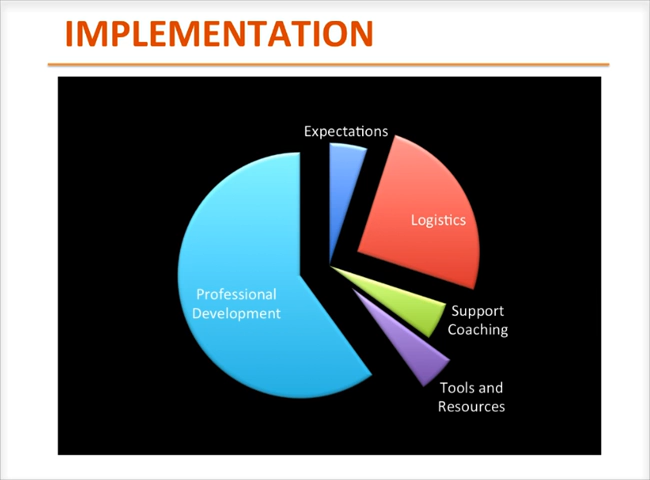 IMPLEMENTATION
Expectations
Logistics
Support
Coaching
Tools and
Resources
Professional
Development